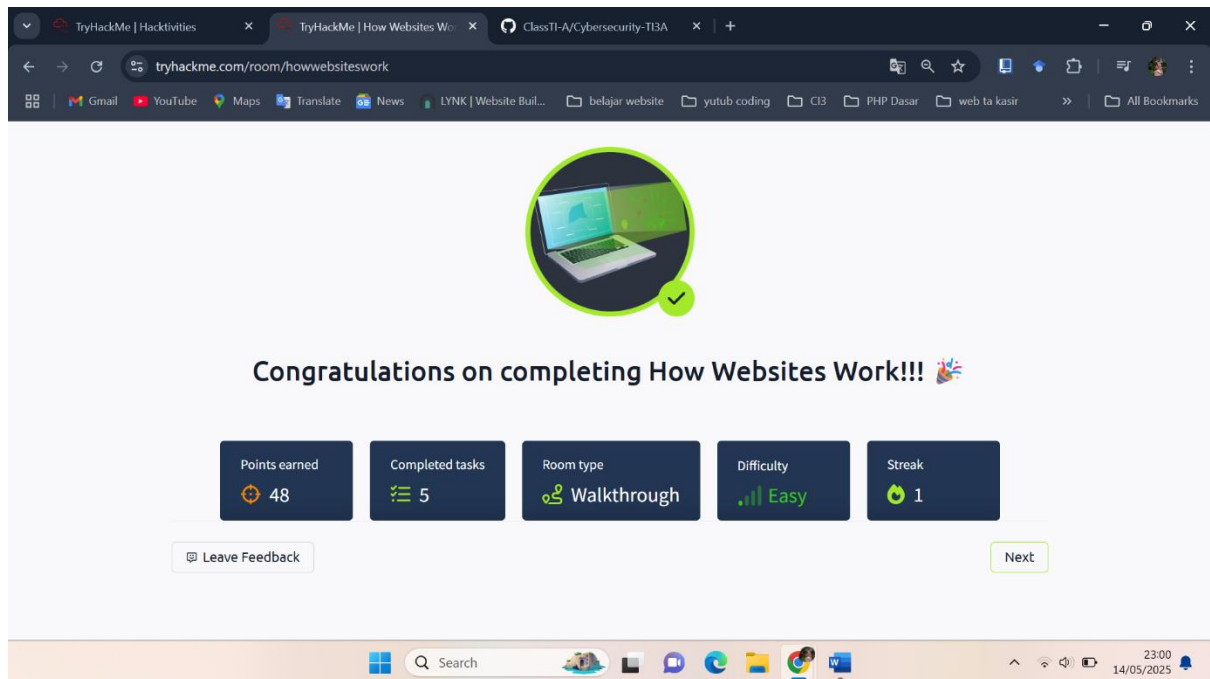 TryHackMe | Hacktivities
TryHackMe | How Websites Wo
ClassTI-A/Cybersecurity-TI3A
tryhackme.com/room/howwebsiteswork
Gmail YouTube Maps Translate News LYNK | Website Buil... belajar website yutub coding CI3 PHP Dasar web ta kasir » All Bookmarks
Congratulations on completing How Websites Work!!! 🎉
Points earned
48
Completed tasks
5
Room type
Walkthrough
Difficulty
Easy
Streak
1
Leave Feedback
Next
Search
23:00
14/05/2025